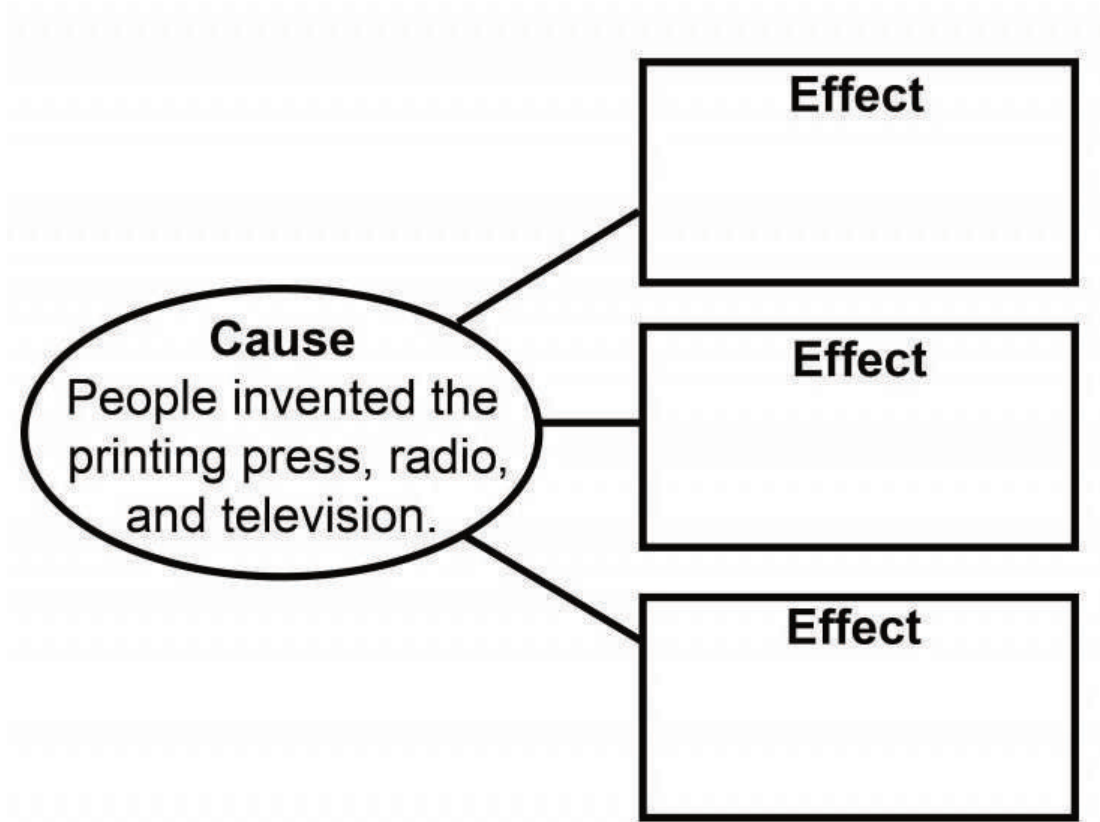 Effect
Cause
People invented the
printing press, radio,
and television.
Effect
Effect